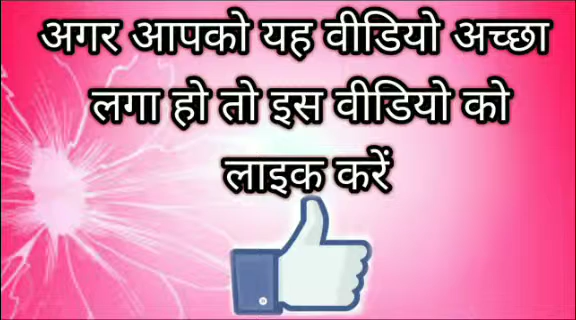 अगर आपको यह वीडियो अच्छा
लगा हो तो इस वीडियो को
लाइक करें